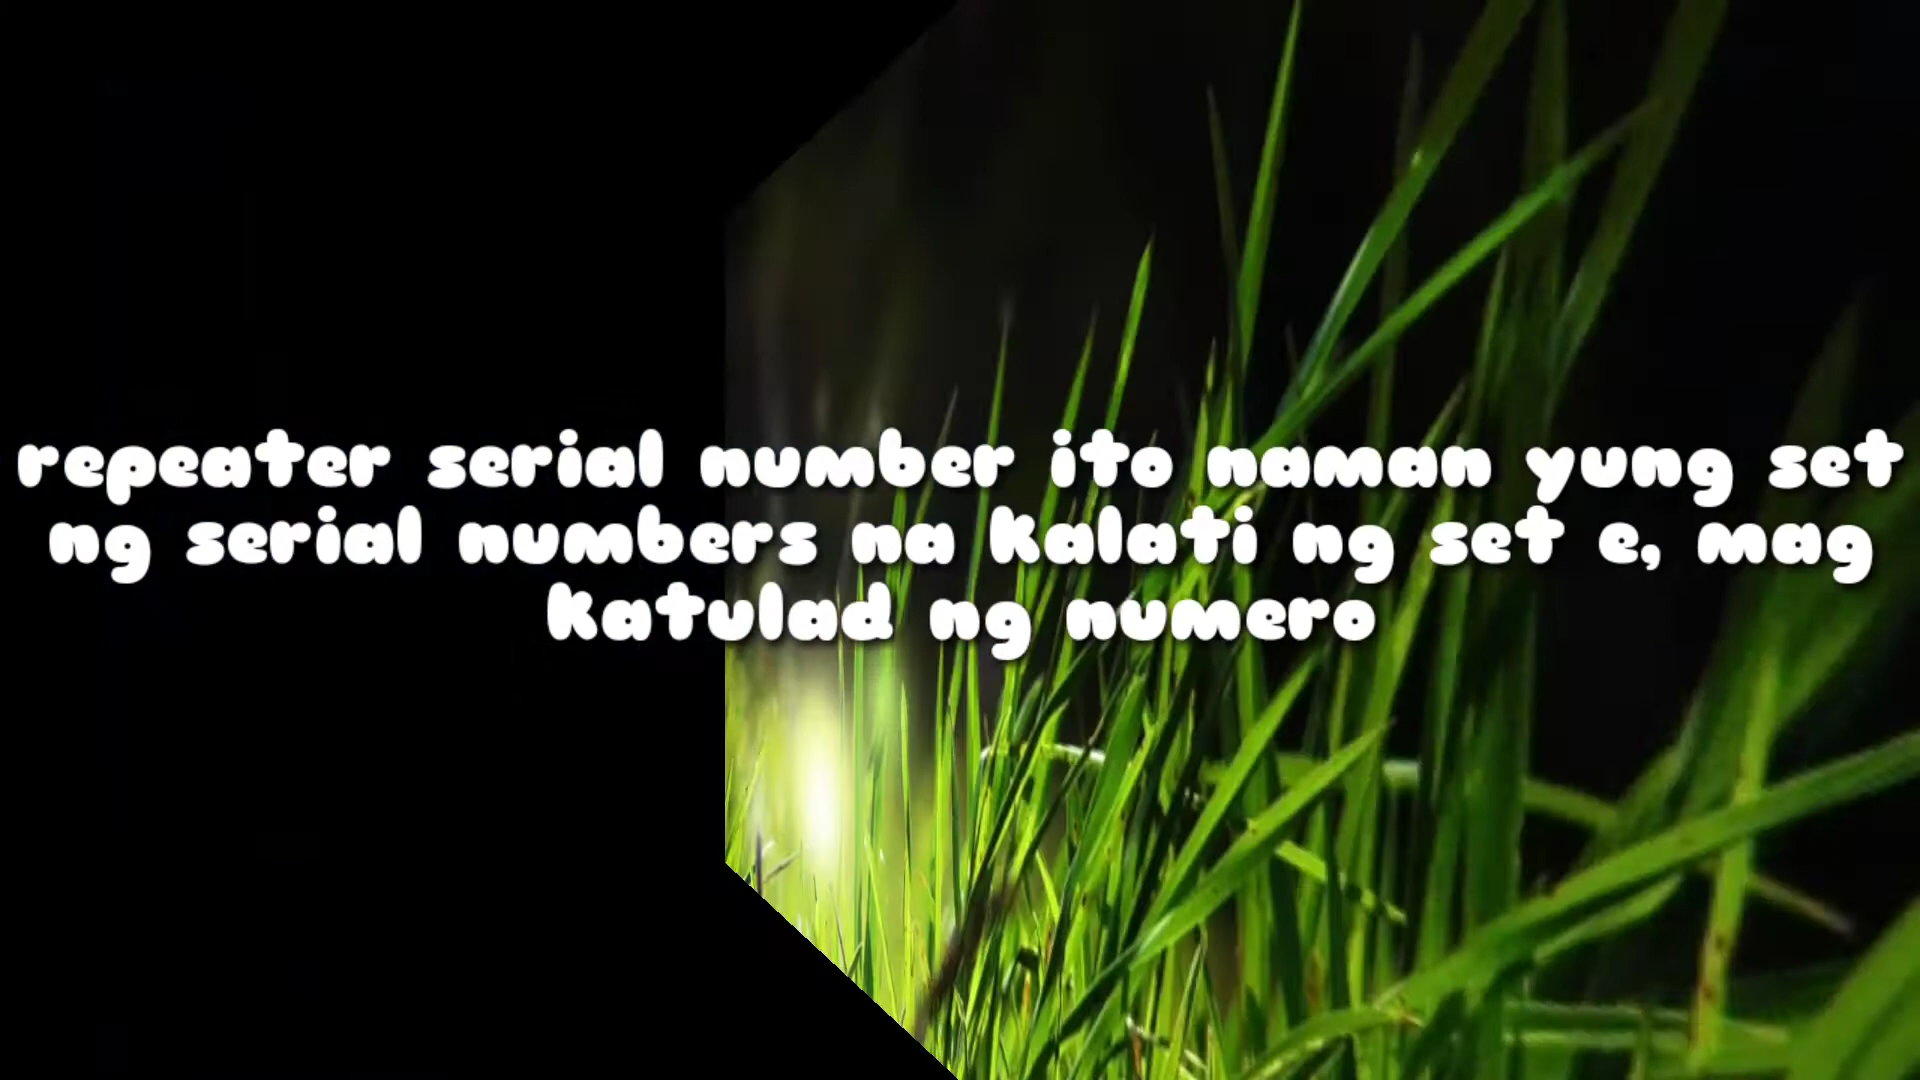 repeater serial number ito naman yung set
ng serial numbers na kalati ng set e, mag
katulad ng numero